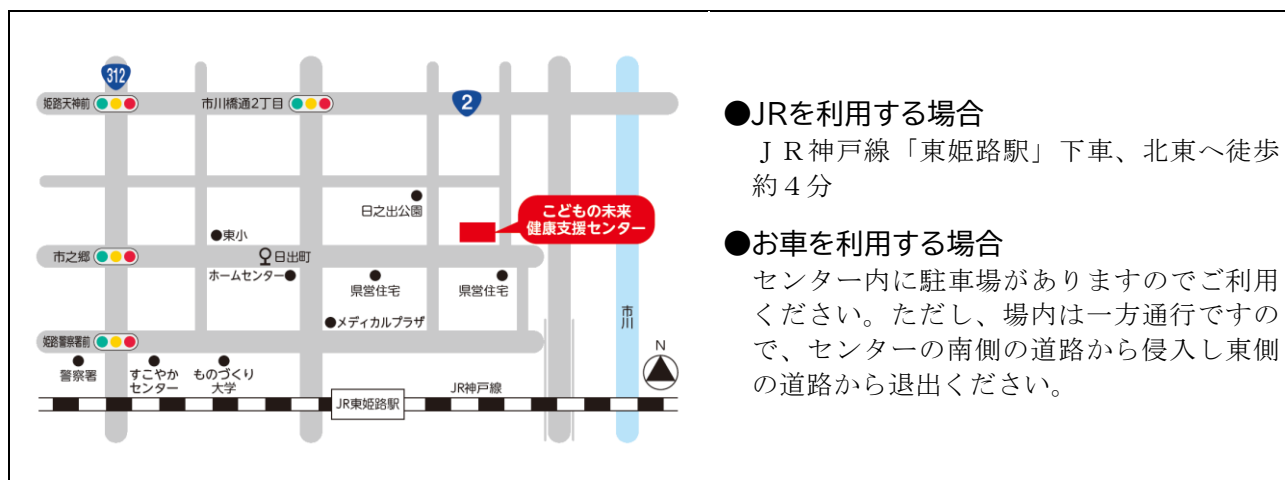 312
姫路天神前
市川橋通2丁目
2
日之出公園
こどもの未来
健康支援センター
東小
市之郷
日出町
ホームセンター
県営住宅
県営住宅
市川
メディカルプラザ
姫路警察署前
N
警察署
すこやか
センター
ものづくり
大学
JR神戸線
JR東姫路駅
●JRを利用する場合
ＪＲ神戸線「東姫路駅」下車、北東へ徒歩
約４分
●お車を利用する場合
センター内に駐車場がありますのでご利用
ください。ただし、場内は一方通行ですの
で、センターの南側の道路から侵入し東側
の道路から退出ください。